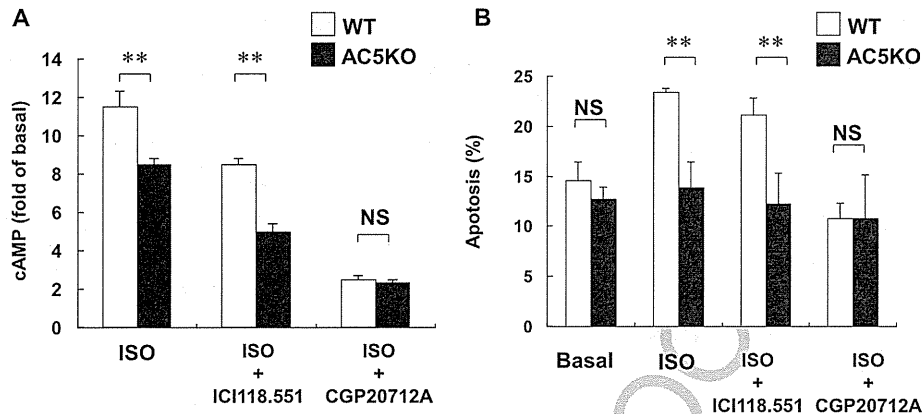 A
WT
AC5KO
cAMP (fold of basal)
14
12
10
8
6
4
2
0
**
**
NS
ISO
ISO
+
ICI118.551
ISO
+
CGP20712A
B
WT
AC5KO
Apotosis (%)
25
20
15
10
5
0
NS
**
**
NS
Basal
ISO
ISO
+
ICI118.551
ISO
+
CGP20712A